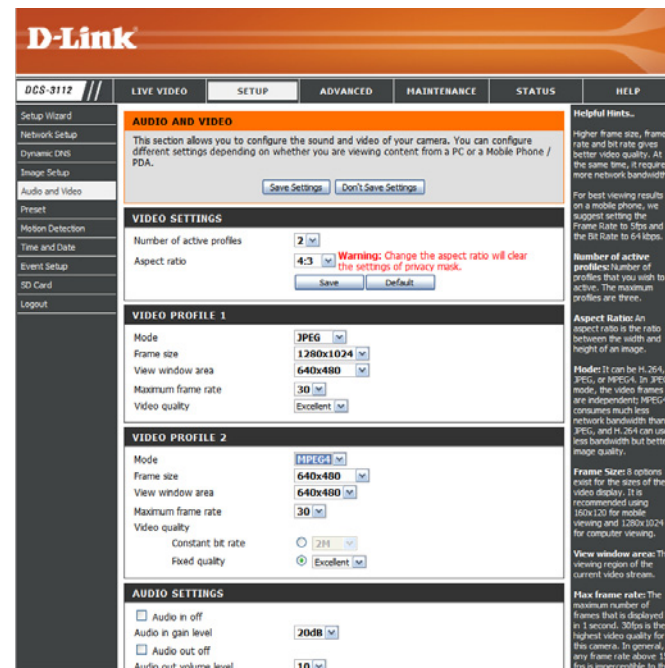 D-Link
DCS-3112
LIVE VIDEO
SETUP
ADVANCED
MAINTENANCE
STATUS
HELP
Setup Wizard
Network Setup
Dynamic DNS
Image Setup
Audio and Video
Preset
Motion Detection
Time and Date
Event Setup
SD Card
Logout
AUDIO AND VIDEO
This section allows you to configure the sound and video of your camera. You can configure
different settings depending on whether you are viewing content from a PC or a Mobile Phone /
PDA.
Save Settings Don't Save Settings
VIDEO SETTINGS
Number of active profiles 2
Aspect ratio 4:3 Warning: Change the aspect ratio will clear
the settings of privacy mask.
Save Default
VIDEO PROFILE 1
Mode JPEG
Frame size 1280x1024
View window area 640x480
Maximum frame rate 30
Video quality Excellent
VIDEO PROFILE 2
Mode MPEG4
Frame size 640x480
View window area 640x480
Maximum frame rate 30
Video quality
Constant bit rate 2M
Fixed quality Excellent
AUDIO SETTINGS
Audio in off
Audio in gain level 20dB
Audio out off
Audio out volume level 10
Helpful Hints..
Higher frame size, frame
rate and bit rate gives
better video quality. At
the same time, it require
more network bandwidth
For best viewing results
on a mobile phone, we
suggest setting the
Frame Rate to 5fps and
the Bit Rate to 64 kbps.
Number of active
profiles: Number of
profiles that you wish to
active. The maximum
profiles are three.
Aspect Ratio: An
aspect ratio is the ratio
between the width and
height of an image.
Mode: It can be H.264,
JPEG, or MPEG4. In JPEG
mode, the video frames
are independent; MPEG4
consumes much less
network bandwidth than
JPEG, and H.264 can use
less bandwidth but better
image quality.
Frame Size: 8 options
exist for the sizes of the
video display. It is
recommended using
160x120 for mobile
viewing and 1280x1024
for computer viewing.
View window area: Th
viewing region of the
current video stream.
Max frame rate: The
maximum number of
frames that is displayed
in 1 second. 30fps is the
highest video quality for
this camera. In general,
any frame rate above 15
fps is imperceptible to th